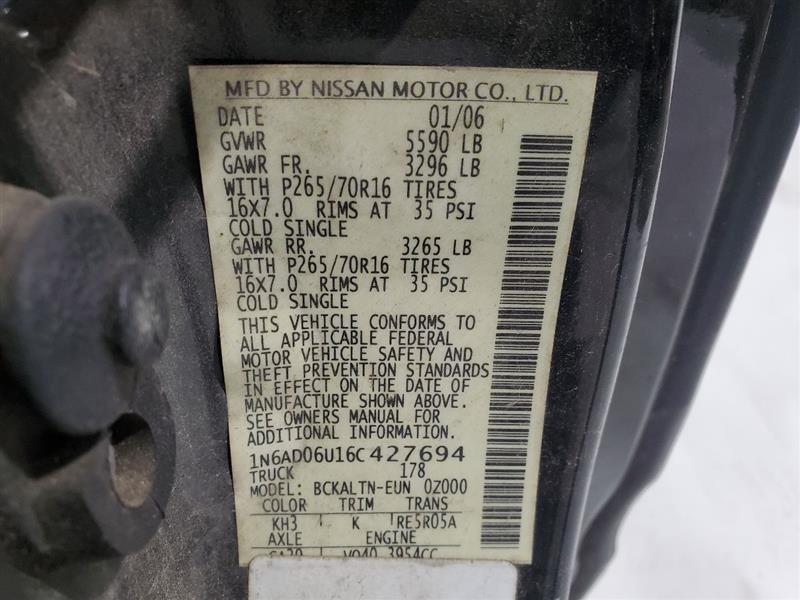 MFD BY NISSAN MOTOR CO., LTD.
DATE 01/06
GVWR 5590 LB
GAWR FR. 3296 LB
WITH P265/70R16 TIRES
16X7.0 RIMS AT 35 PSI
COLD SINGLE
GAWR RR. 3265 LB
WITH P265/70R16 TIRES
16X7.0 RIMS AT 35 PSI
COLD SINGLE
THIS VEHICLE CONFORMS TO
ALL APPLICABLE FEDERAL
MOTOR VEHICLE SAFETY AND
THEFT PREVENTION STANDARDS
IN EFFECT ON THE DATE OF
MANUFACTURE SHOWN ABOVE.
SEE OWNERS MANUAL FOR
ADDITIONAL INFORMATION.
1N6AD06U16C427694
TRUCK 178
MODEL: BCKALTN-EUN 0Z000
COLOR TRIM TRANS
KH3 K RE5R05A
AXLE ENGINE
VQ40 3954CC